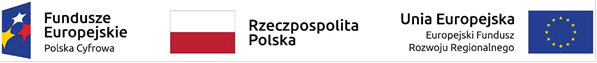 Fundusze
Europejskie
Polska Cyfrowa
Rzeczpospolita
Polska
Unia Europejska
Europejski Fundusz
Rozwoju Regionalnego